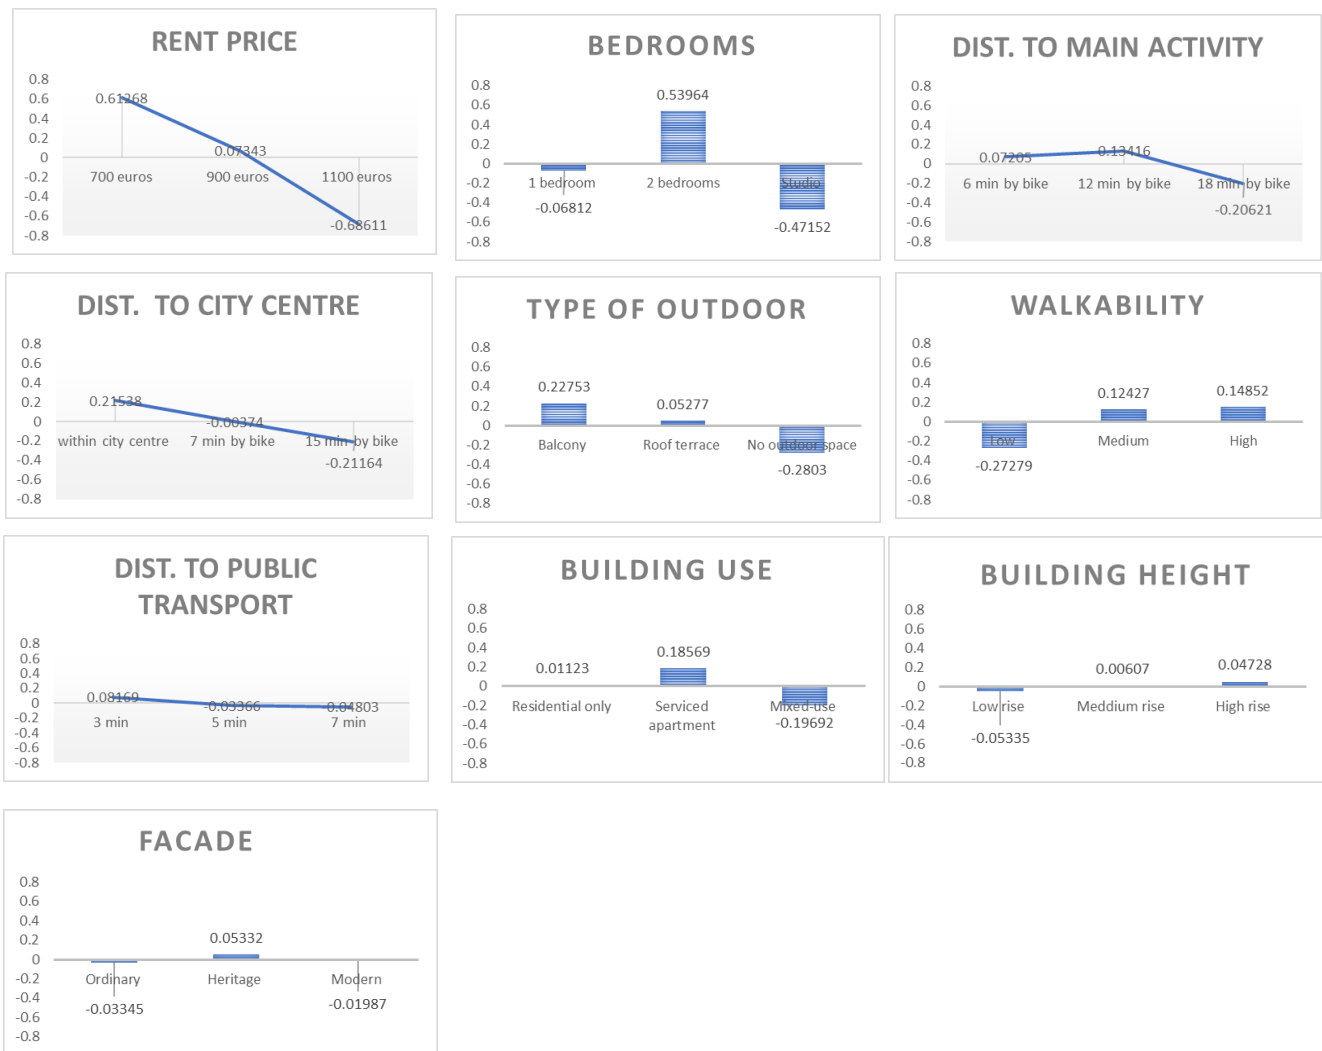 RENT PRICE
0.8
0.6
0.4
0.2
0
-0.2
-0.4
-0.6
-0.8
0.61268
0.07343
-0.68611
700 euros
900 euros
1100 euros
BEDROOMS
0.8
0.6
0.4
0.2
0
-0.2
-0.4
-0.6
-0.8
-0.06812
0.53964
-0.47152
1 bedroom
2 bedrooms
Studio
DIST. TO MAIN ACTIVITY
0.8
0.6
0.4
0.2
0
-0.2
-0.4
-0.6
-0.8
0.07205
0.13416
-0.20621
6 min by bike
12 min by bike
18 min by bike
DIST. TO CITY CENTRE
0.8
0.6
0.4
0.2
0
-0.2
-0.4
-0.6
-0.8
0.21538
-0.00374
-0.21164
within city centre
7 min by bike
15 min by bike
TYPE OF OUTDOOR
0.8
0.6
0.4
0.2
0
-0.2
-0.4
-0.6
-0.8
0.22753
0.05277
-0.2803
Balcony
Roof terrace
No outdoor space
WALKABILITY
0.8
0.6
0.4
0.2
0
-0.2
-0.4
-0.6
-0.8
-0.27279
0.12427
0.14852
Low
Medium
High
DIST. TO PUBLIC
TRANSPORT
0.8
0.6
0.4
0.2
0
-0.2
-0.4
-0.6
-0.8
0.08169
-0.03366
-0.04803
3 min
5 min
7 min
BUILDING USE
0.8
0.6
0.4
0.2
0
-0.2
-0.4
-0.6
-0.8
0.01123
0.18569
-0.19692
Residential only
Serviced
apartment
Mixed-use
BUILDING HEIGHT
0.8
0.6
0.4
0.2
0
-0.2
-0.4
-0.6
-0.8
-0.05335
0.00607
0.04728
Low rise
Meddium rise
High rise
FACADE
0.8
0.6
0.4
0.2
0
-0.2
-0.4
-0.6
-0.8
-0.03345
0.05332
-0.01987
Ordinary
Heritage
Modern